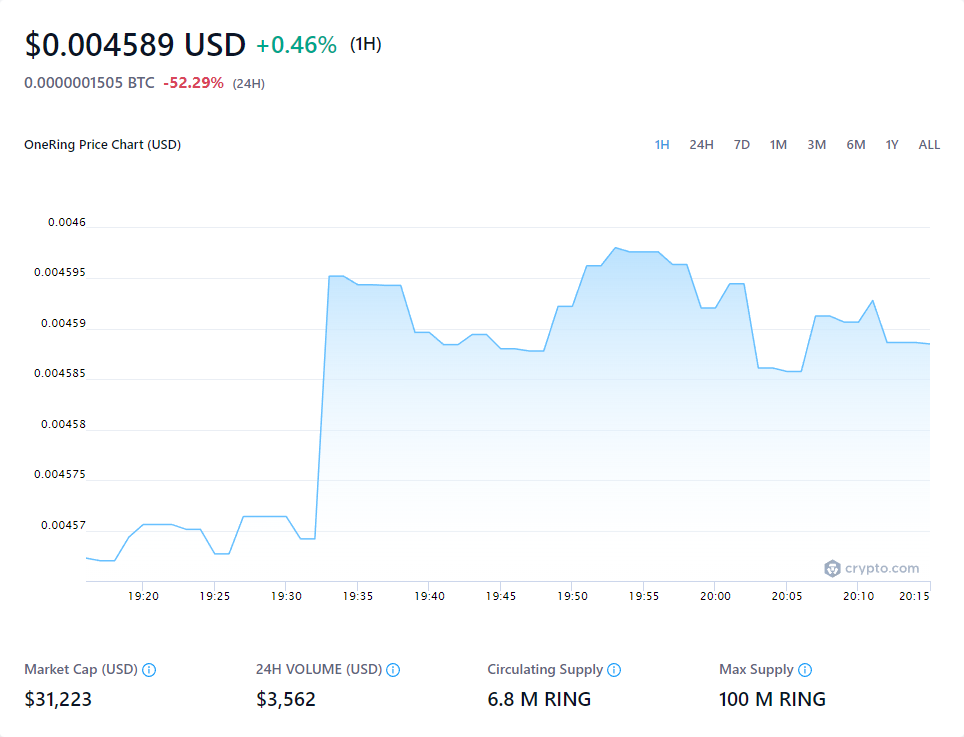 $0.004589 USD +0.46% (1H)
0.0000001505 BTC -52.29% (24H)
OneRing Price Chart (USD)
1H 24H 7D 1M 3M 6M 1Y ALL
0.0046
0.004595
0.00459
0.004585
0.00458
0.004575
0.00457
crypto.com
19:20 19:25 19:30 19:35 19:40 19:45 19:50 19:55 20:00 20:05 20:10 20:15
Market Cap (USD) 24H VOLUME (USD) Circulating Supply Max Supply
$31,223 $3,562 6.8 M RING 100 M RING